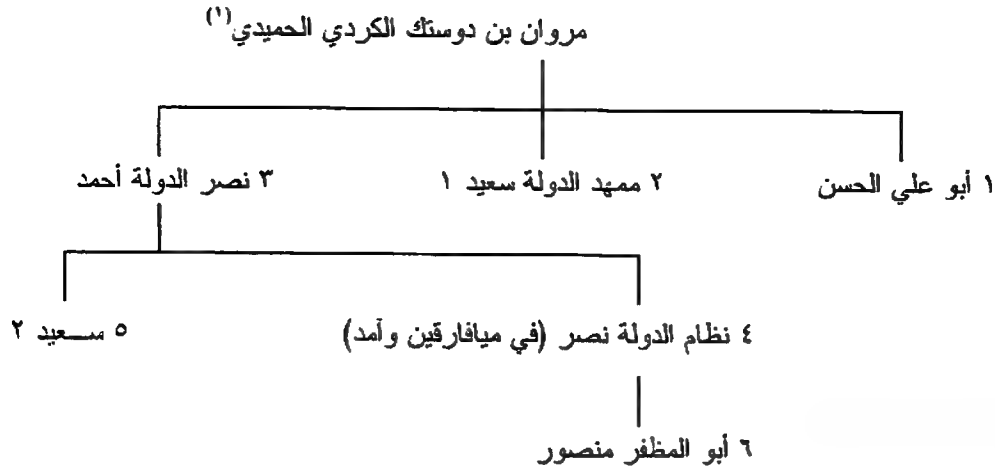 مروان بن دوستك الكردي الحميدي(١)
١ أبو علي الحسن ٢ ممهد الدولة سعيد ١ ٣ نصر الدولة أحمد
٤ نظام الدولة نصر (في ميافارقين وآمد) ٥ ســعيد ٢
٦ أبو المظفر منصور